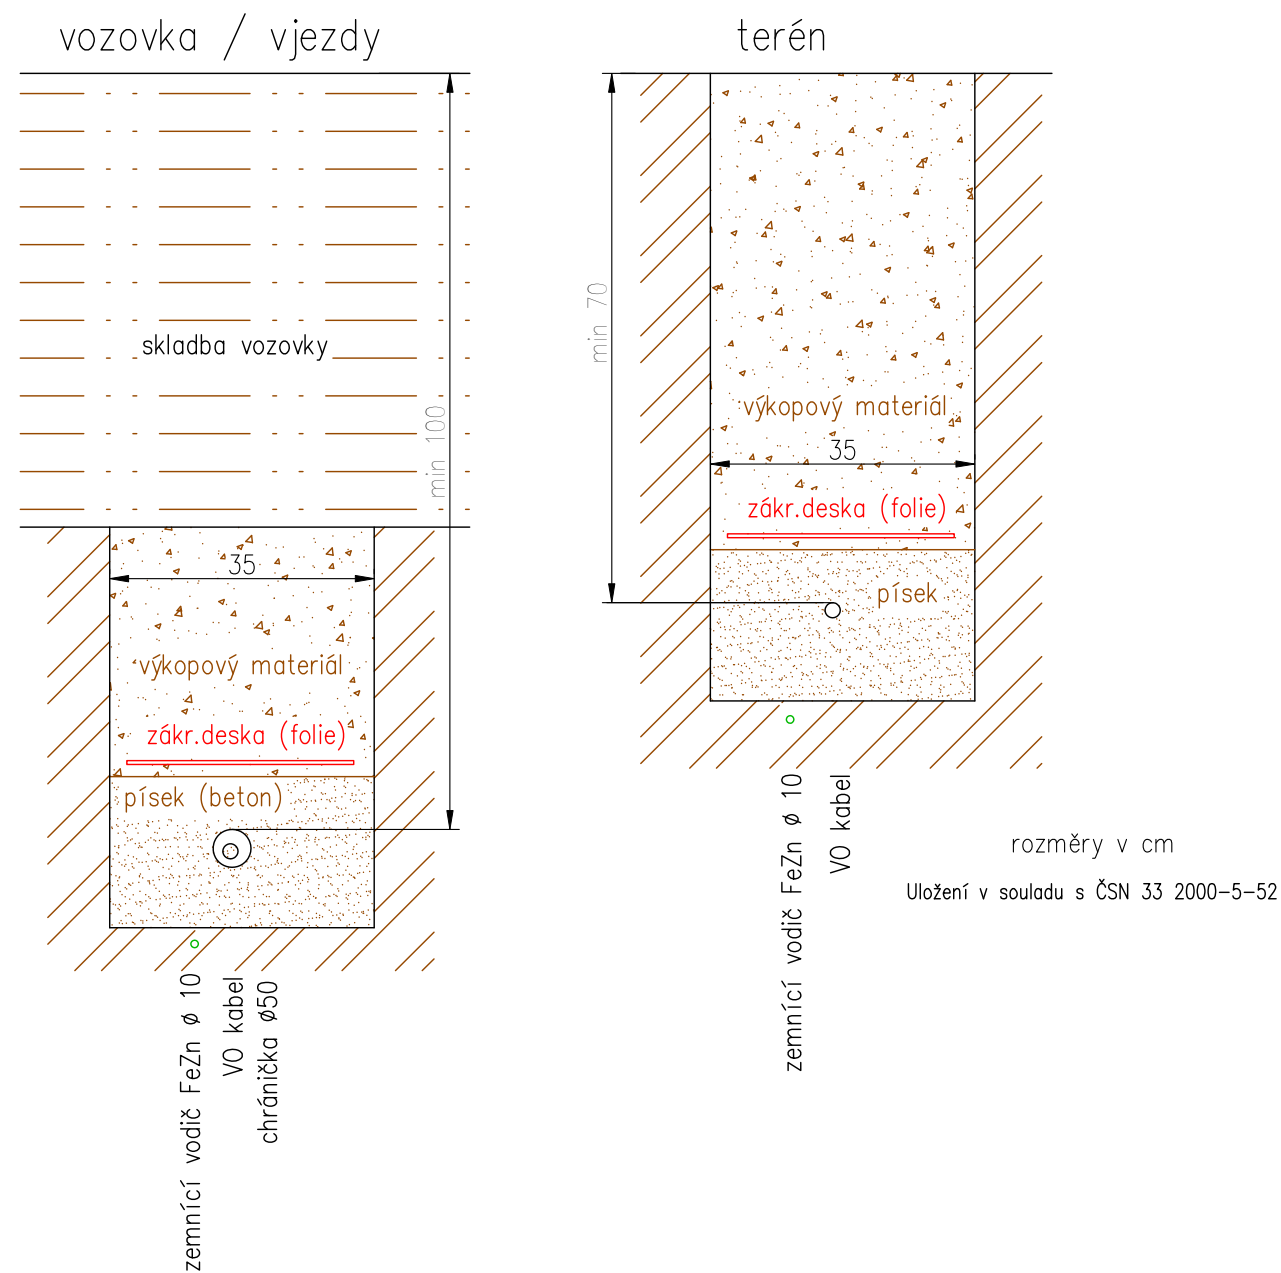 vozovka / vjezdy
skladba vozovky
min 100
35
výkopový materiál
zákr.deska (folie)
písek (beton)
zemnící vodič FeZn ø 10
VO kabel
chránička ø50
terén
min 70
výkopový materiál
35
zákr.deska (folie)
písek
zemnící vodič FeZn ø 10
VO kabel
rozměry v cm
Uložení v souladu s ČSN 33 2000-5-52